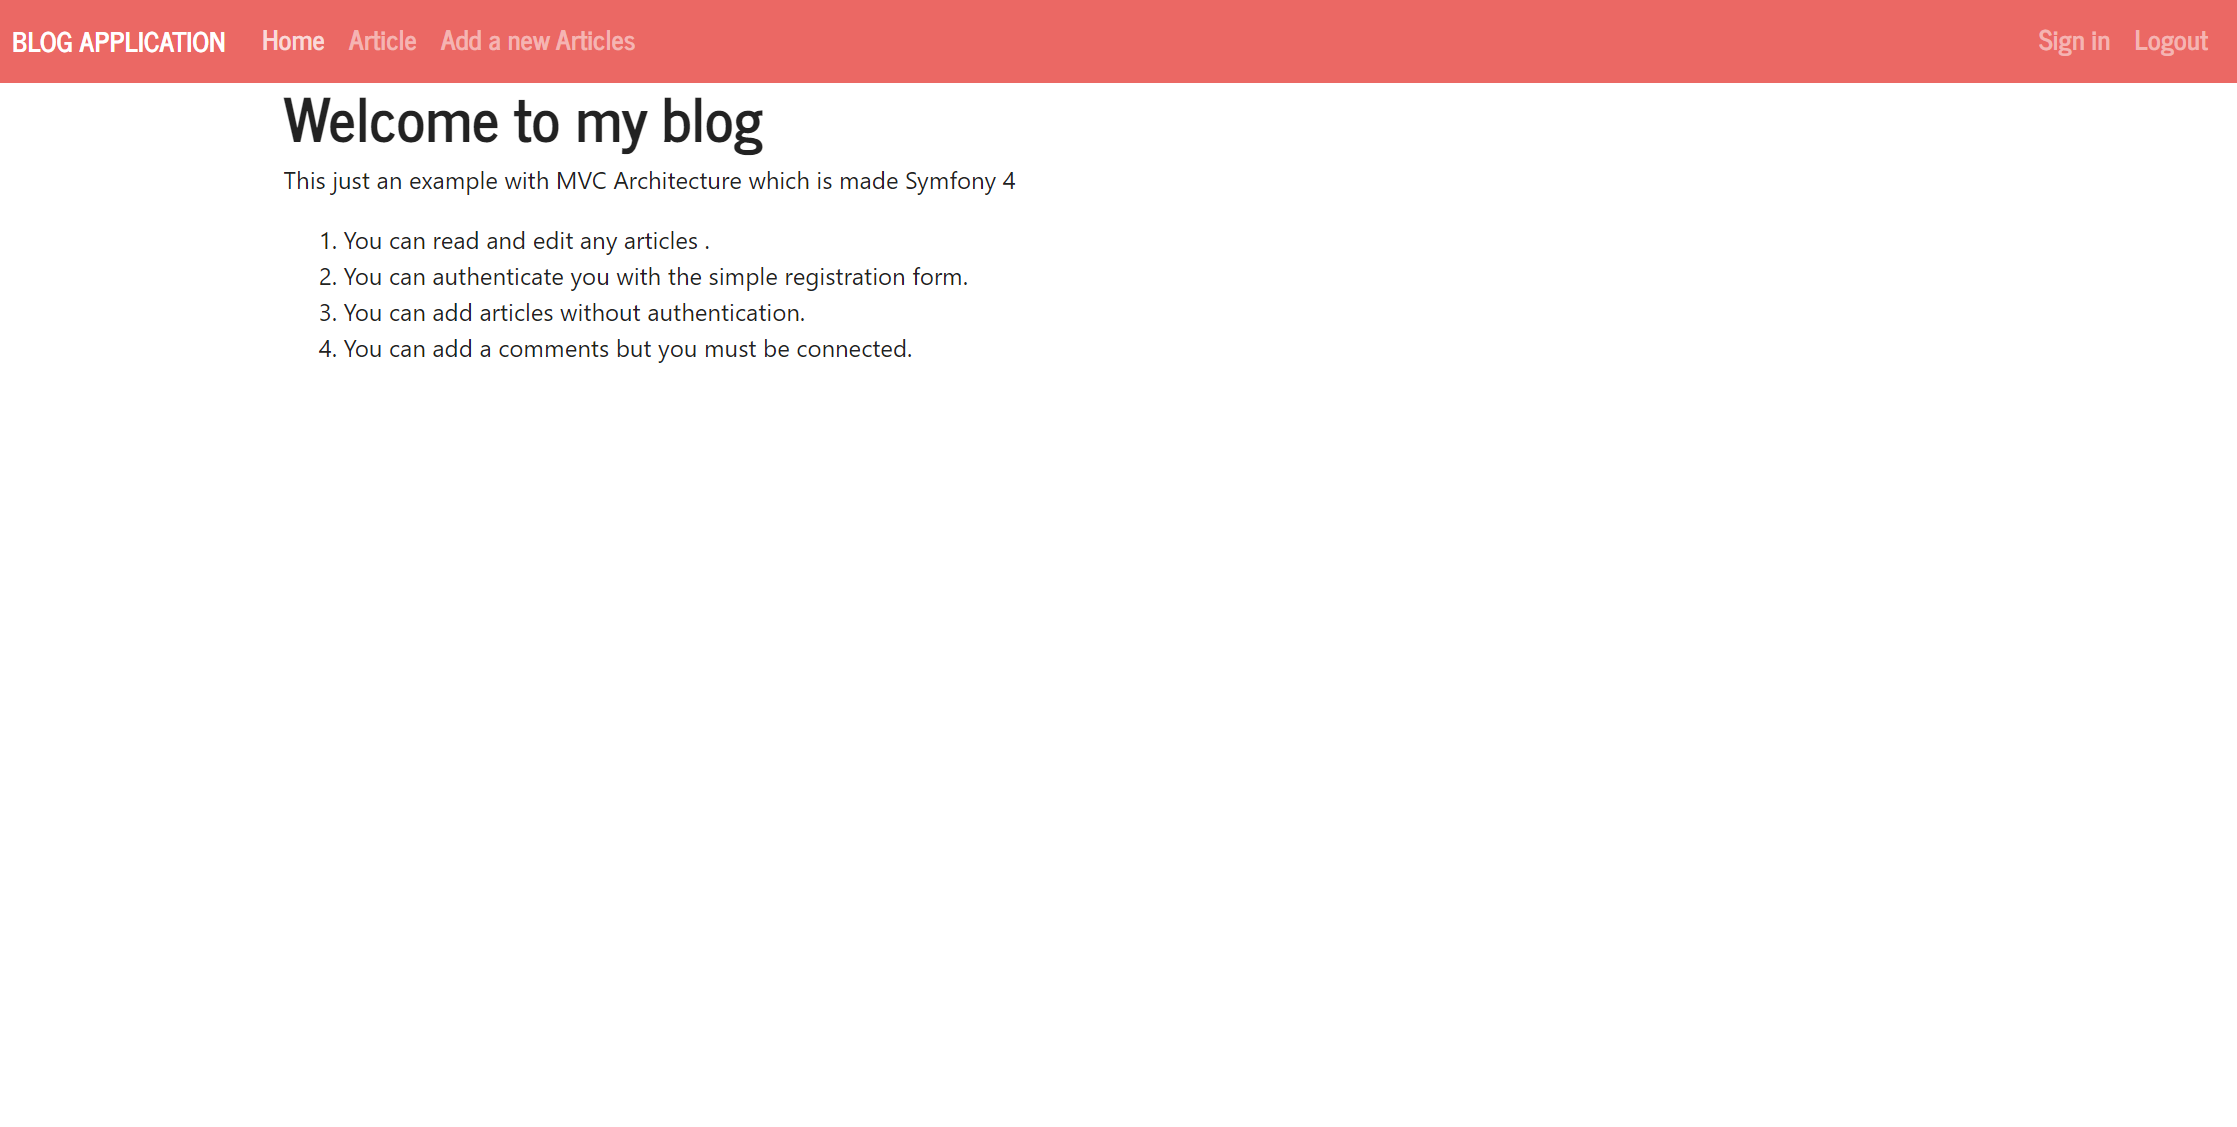 BLOG APPLICATION Home Article Add a new Articles Sign in Logout
Welcome to my blog
This just an example with MVC Architecture which is made Symfony 4
1. You can read and edit any articles .
2. You can authenticate you with the simple registration form.
3. You can add articles without authentication.
4. You can add a comments but you must be connected.